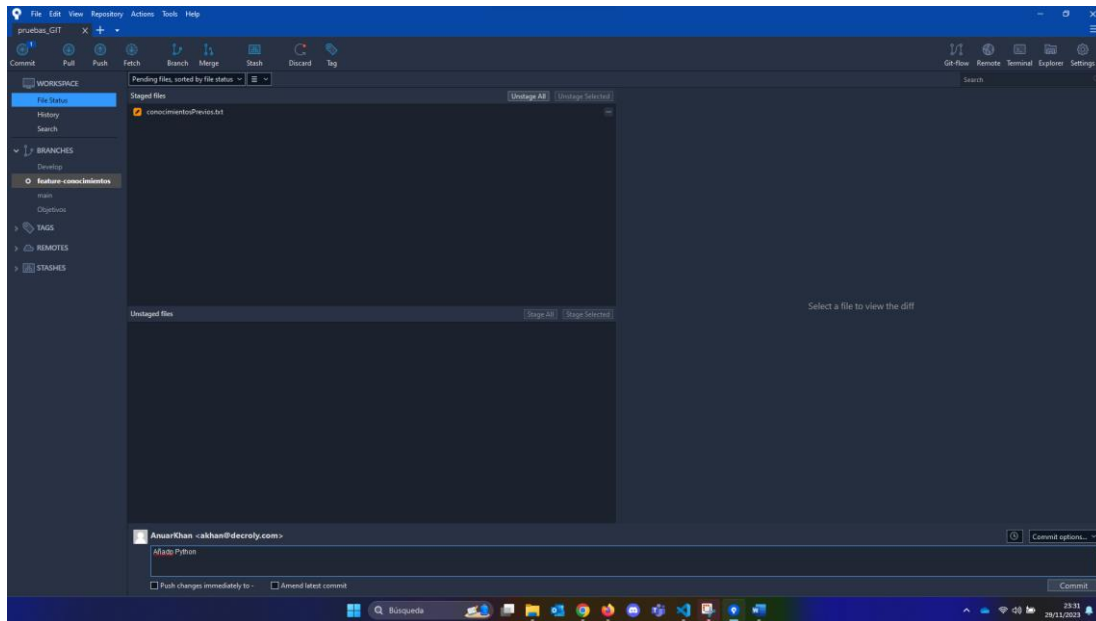 File Edit View Repository Actions Tools Help
pruebas_GIT
1
Commit Pull Push Fetch Branch Merge Stash Discard Tag Git-flow Remote Terminal Explorer Settings
WORKSPACE
File Status
History
Search
BRANCHES
Develop
feature-conocimientos
main
Objetivos
TAGS
REMOTES
STASHES
Pending files, sorted by file status
Search
Staged files Unstage All Unstage Selected
conocimientosPrevios.txt
Unstaged files Stage All Stage Selected
Select a file to view the diff
AnuarKhan <akhan@decroly.com> Commit options...
Añado Python
Push changes immediately to - Amend latest commit Commit
Búsqueda
23:31
29/11/2023